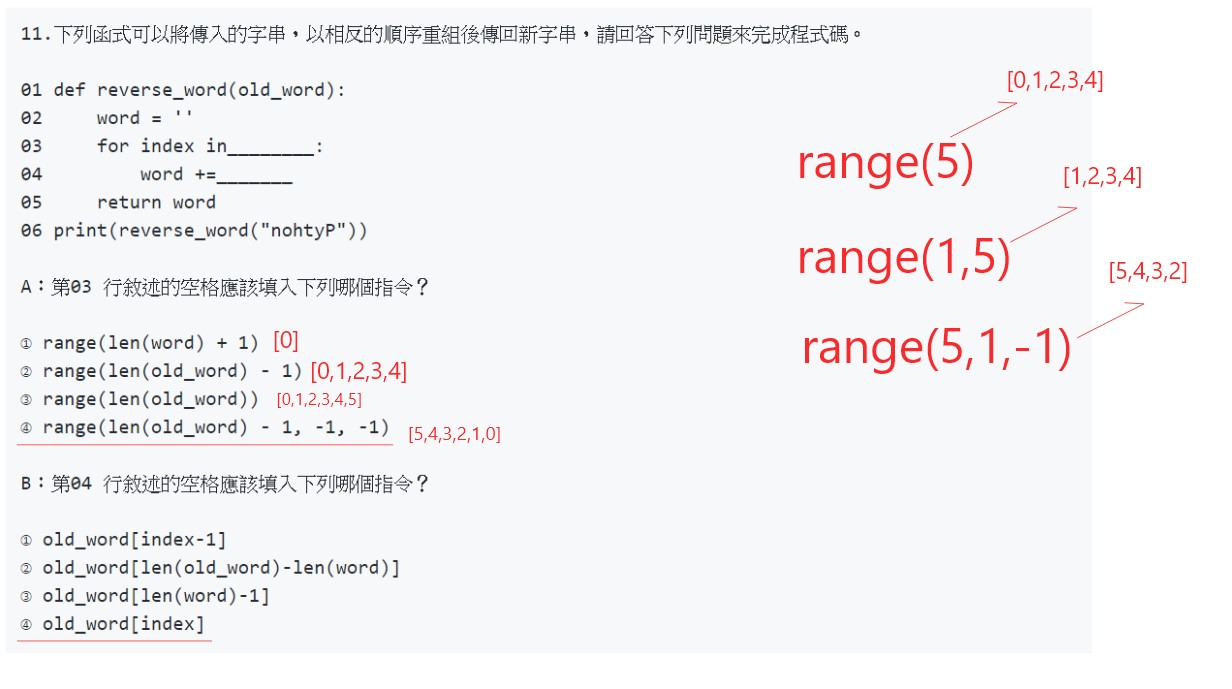 11.下列函式可以將傳入的字串，以相反的順序重組後傳回新字串，請回答下列問題來完成程式碼。
01 def reverse_word(old_word):
02     word = ''
03     for index in________:
04         word +=_______
05     return word
06 print(reverse_word("nohtyP"))
A：第03 行敘述的空格應該填入下列哪個指令？
① range(len(word) + 1) [0]
② range(len(old_word) - 1) [0,1,2,3,4]
③ range(len(old_word)) [0,1,2,3,4,5]
④ range(len(old_word) - 1, -1, -1) [5,4,3,2,1,0]
B：第04 行敘述的空格應該填入下列哪個指令？
① old_word[index-1]
② old_word[len(old_word)-len(word)]
③ old_word[len(word)-1]
④ old_word[index]
[0,1,2,3,4]
range(5)
[1,2,3,4]
range(1,5)
[5,4,3,2]
range(5,1,-1)